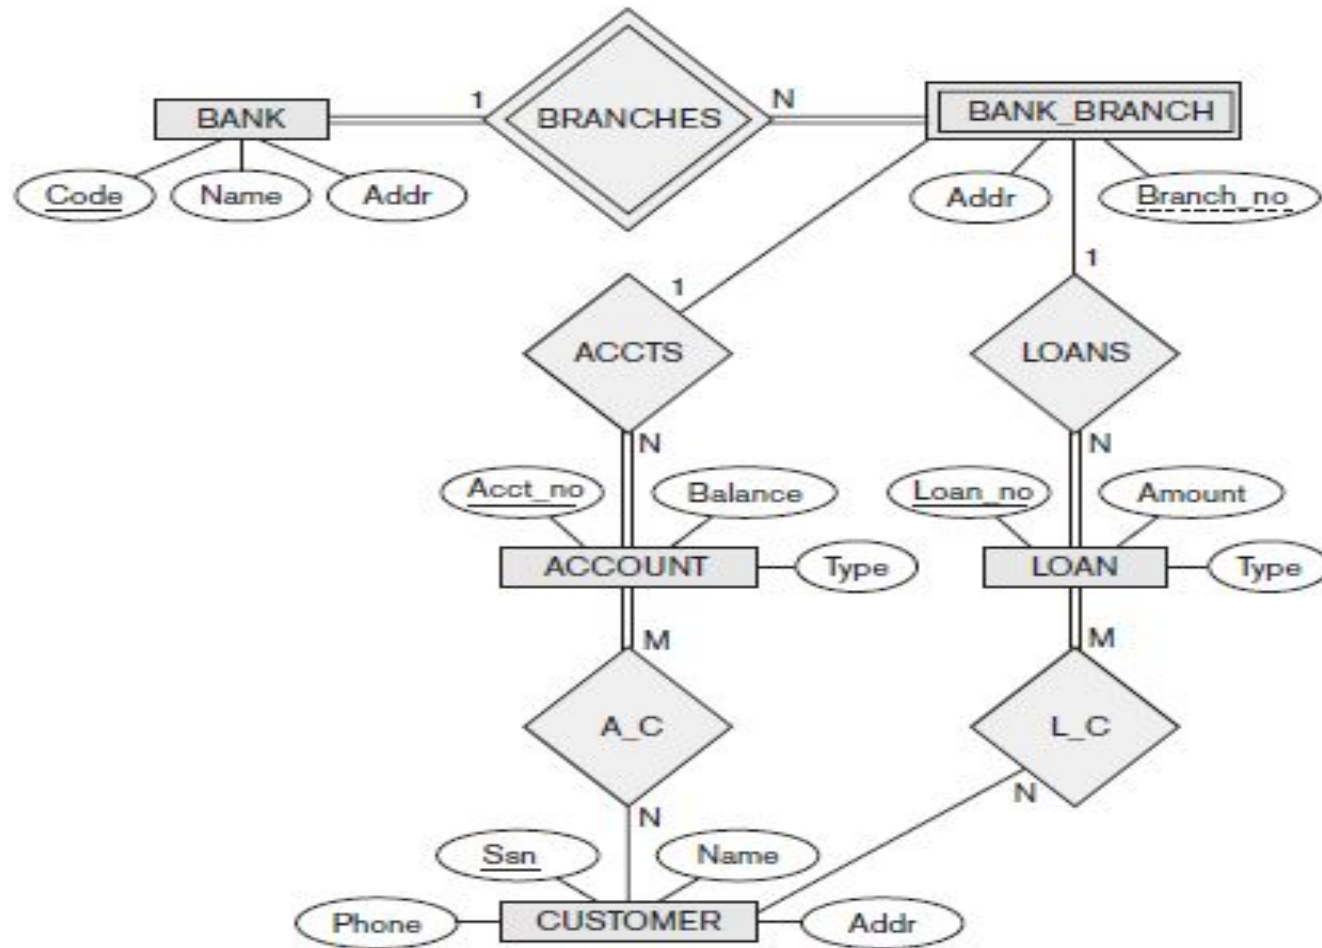 1
N
BANK
BRANCHES
BANK_BRANCH
Code
Name
Addr
Addr
Branch_no
1
1
ACCTS
LOANS
N
N
Acct_no
Balance
Loan_no
Amount
ACCOUNT
Type
LOAN
Type
M
M
A_C
L_C
N
N
Ssn
Name
Phone
CUSTOMER
Addr